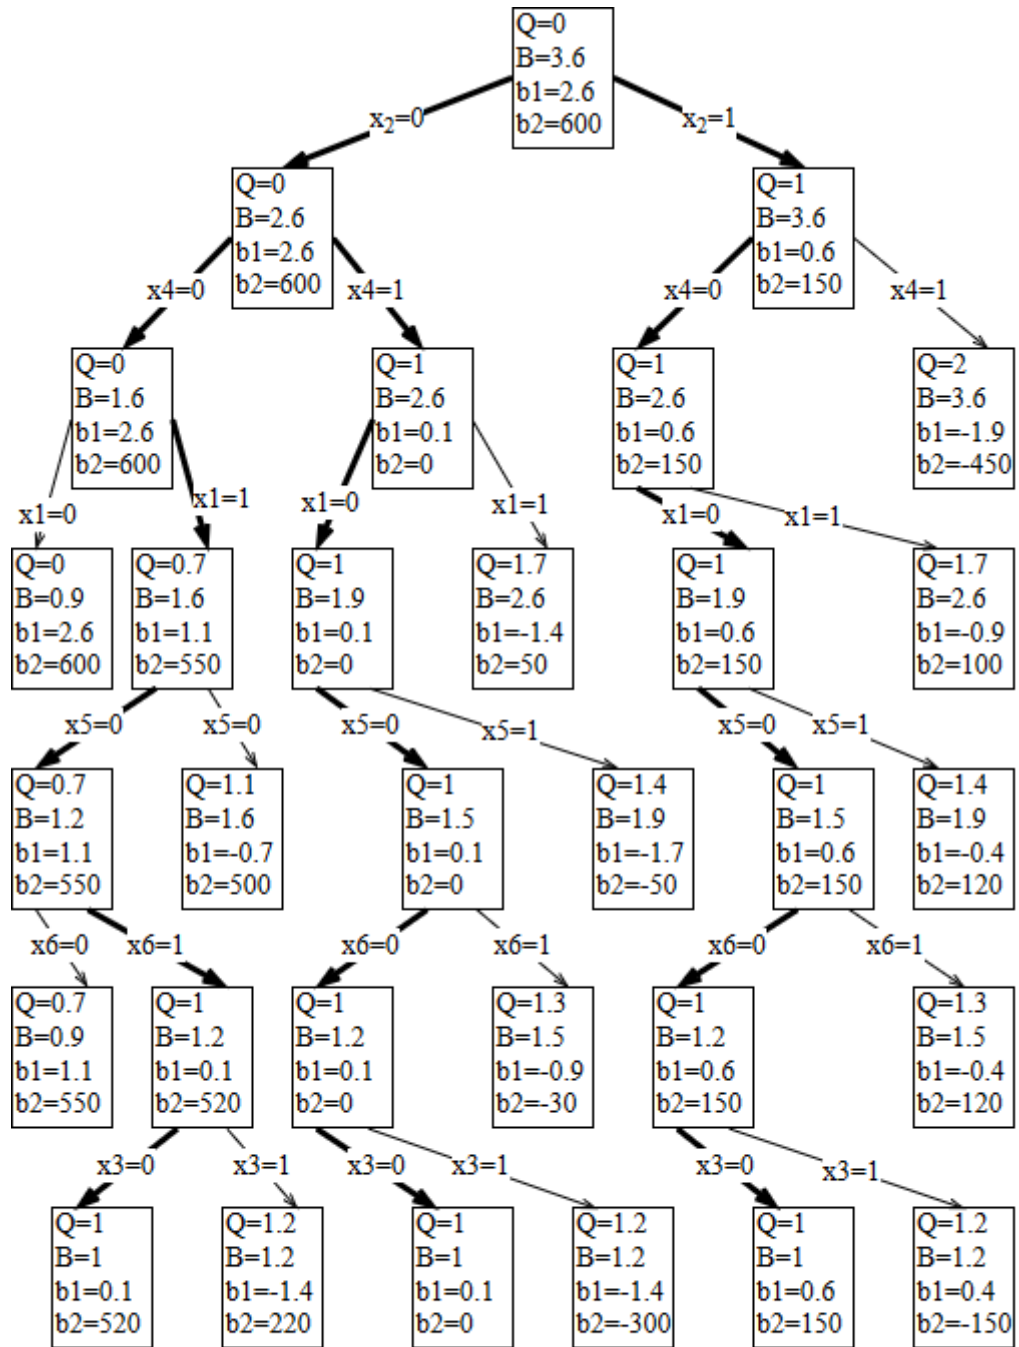 Q=0
B=3.6
b1=2.6
b2=600
x2=0
x2=1
Q=0
B=2.6
b1=2.6
b2=600
Q=1
B=3.6
b1=0.6
b2=150
x4=0
x4=1
x4=0
x4=1
Q=0
B=1.6
b1=2.6
b2=600
Q=1
B=2.6
b1=0.1
b2=0
Q=1
B=2.6
b1=0.6
b2=150
Q=2
B=3.6
b1=-1.9
b2=-450
x1=0
x1=1
x1=0
x1=1
x1=0
x1=1
Q=0
B=0.9
b1=2.6
b2=600
Q=0.7
B=1.6
b1=1.1
b2=550
Q=1
B=1.9
b1=0.1
b2=0
Q=1.7
B=2.6
b1=-1.4
b2=50
Q=1
B=1.9
b1=0.6
b2=150
Q=1.7
B=2.6
b1=-0.9
b2=100
x5=0
x5=0
x5=0
x5=1
x5=0
x5=1
Q=0.7
B=1.2
b1=1.1
b2=550
Q=1.1
B=1.6
b1=-0.7
b2=500
Q=1
B=1.5
b1=0.1
b2=0
Q=1.4
B=1.9
b1=-1.7
b2=-50
Q=1
B=1.5
b1=0.6
b2=150
Q=1.4
B=1.9
b1=-0.4
b2=120
x6=0
x6=1
x6=0
x6=1
x6=0
x6=1
Q=0.7
B=0.9
b1=1.1
b2=550
Q=1
B=1.2
b1=0.1
b2=520
Q=1
B=1.2
b1=0.1
b2=0
Q=1.3
B=1.5
b1=-0.9
b2=-30
Q=1
B=1.2
b1=0.6
b2=150
Q=1.3
B=1.5
b1=-0.4
b2=120
x3=0
x3=1
x3=0
x3=1
x3=0
x3=1
Q=1
B=1
b1=0.1
b2=520
Q=1.2
B=1.2
b1=-1.4
b2=220
Q=1
B=1
b1=0.1
b2=0
Q=1.2
B=1.2
b1=-1.4
b2=-300
Q=1
B=1
b1=0.6
b2=150
Q=1.2
B=1.2
b1=0.4
b2=-150